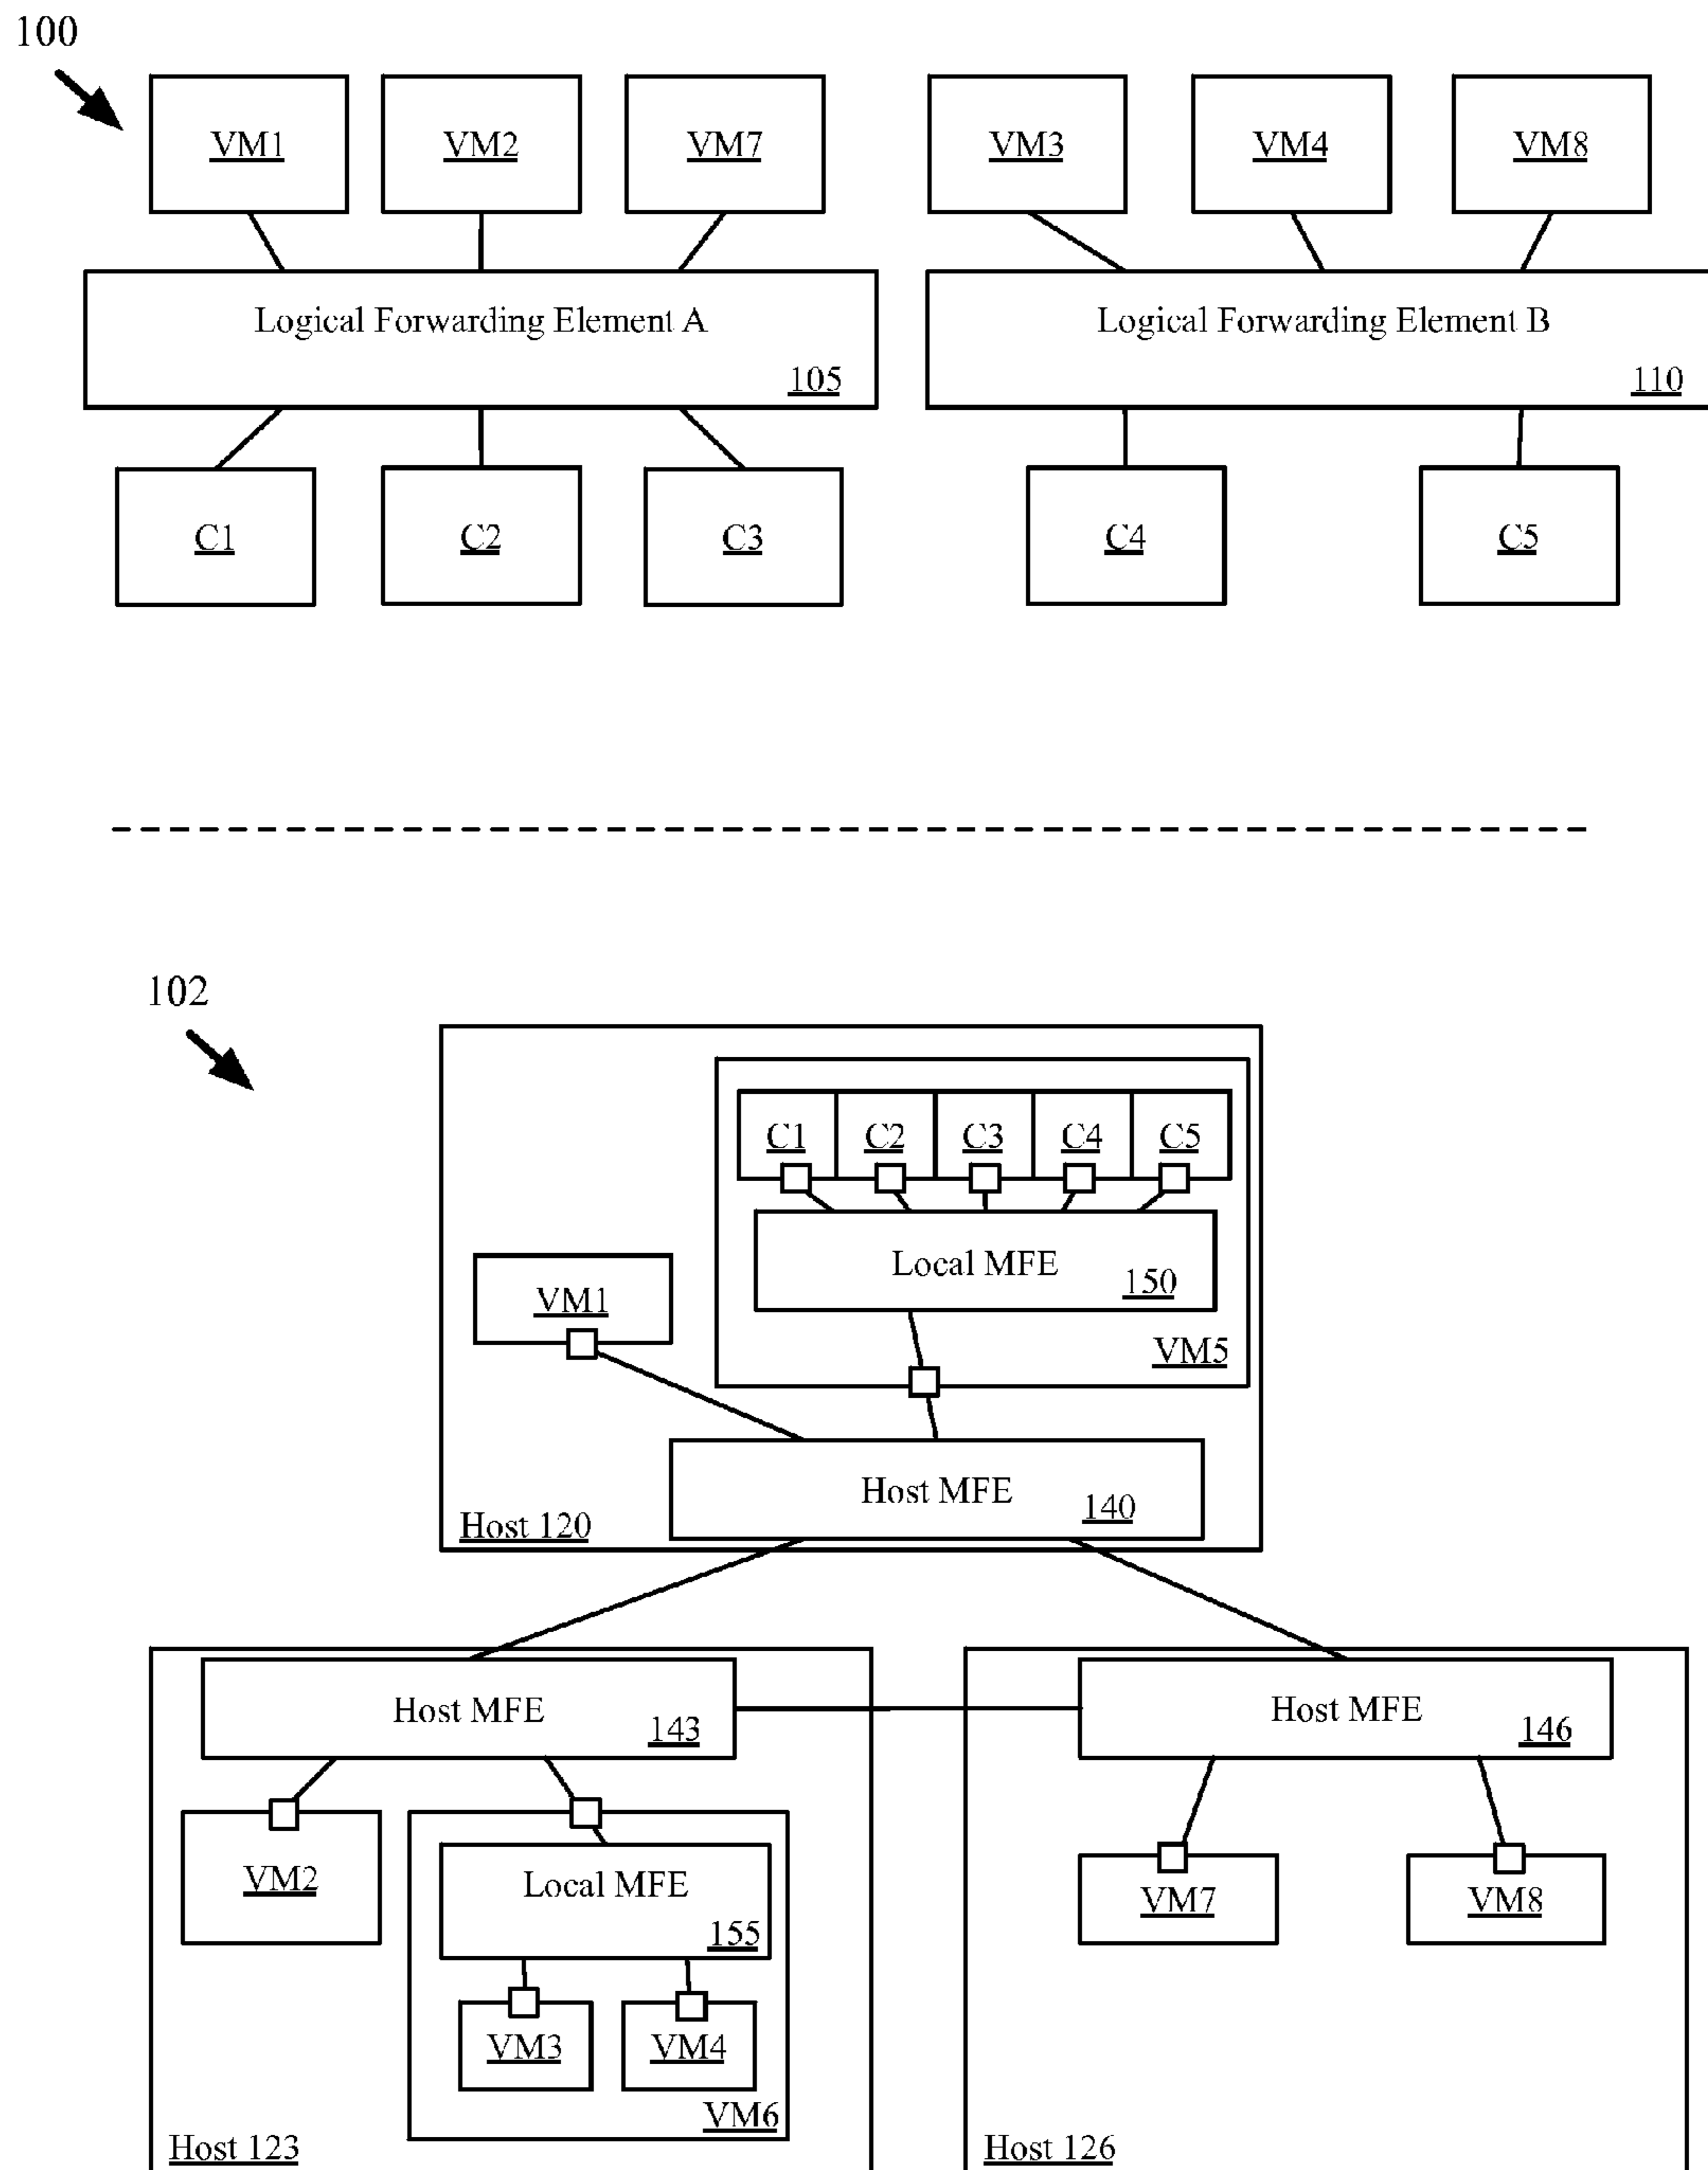 100
VM1
VM2
VM7
VM3
VM4
VM8
Logical Forwarding Element A
105
Logical Forwarding Element B
110
C1
C2
C3
C4
C5
102
C1
C2
C3
C4
C5
Local MFE
150
VM1
VM5
Host MFE
140
Host 120
Host MFE
143
Host MFE
146
VM2
Local MFE
155
VM7
VM8
VM3
VM4
VM6
Host 123
Host 126